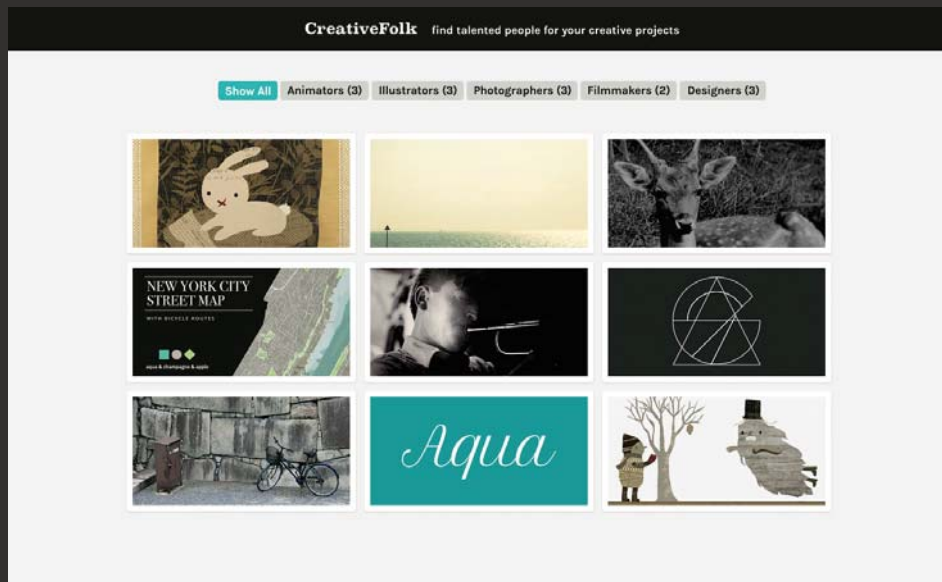 CreativeFolk find talented people for your creative projects
Show All Animators (3) Illustrators (3) Photographers (3) Filmmakers (2) Designers (3)
NEW YORK CITY
STREET MAP
WITH BICYCLE ROUTES
aqua & champagne & apple
Aqua